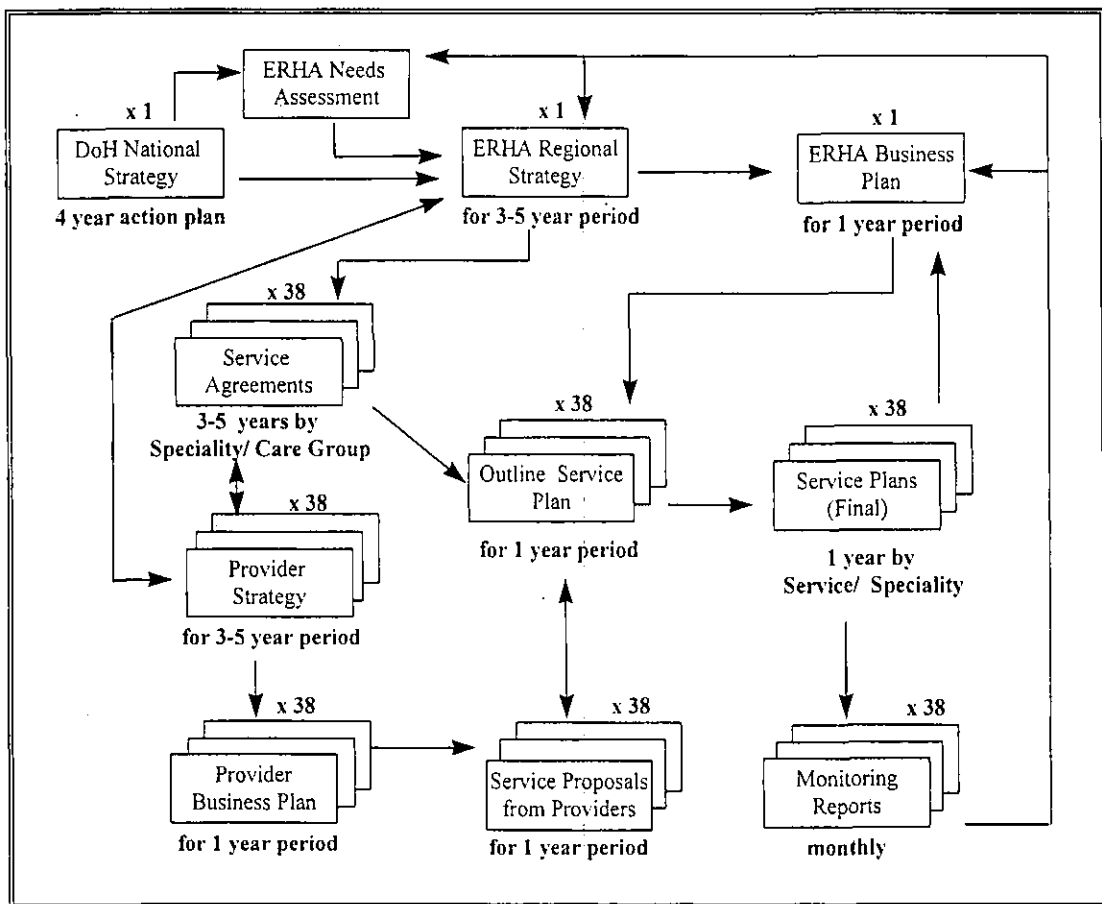 ERHA Needs
Assessment
x 1
DoH National
Strategy
4 year action plan
x 1
ERHA Regional
Strategy
for 3-5 year period
x 1
ERHA Business
Plan
for 1 year period
x 38
Service
Agreements
3-5 years by
Speciality/ Care Group
x 38
Outline Service
Plan
for 1 year period
x 38
Service Plans
(Final)
1 year by
Service/ Speciality
x 38
Provider
Strategy
for 3-5 year period
x 38
Provider
Business Plan
for 1 year period
x 38
Service Proposals
from Providers
for 1 year period
x 38
Monitoring
Reports
monthly